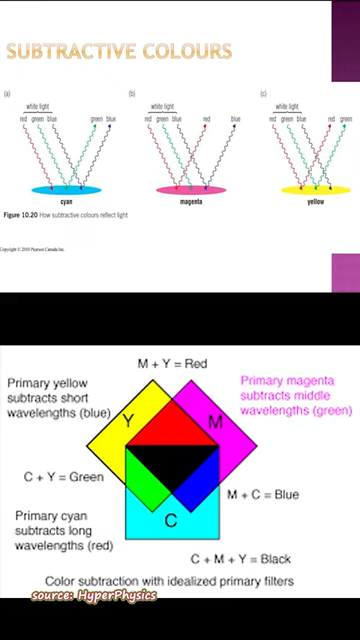 SUBTRACTIVE COLOURS
(a)
white light
red green blue
green blue
cyan
(b)
white light
red green blue
red
blue
magenta
(c)
white light
red green blue
red green
yellow
Figure 10.20 How subtractive colours reflect light
Copyright © 2010 Pearson Canada Inc.
M + Y = Red
Primary yellow
subtracts short
wavelengths (blue)
Primary magenta
subtracts middle
wavelengths (green)
Y
M
C + Y = Green
M + C = Blue
Primary cyan
subtracts long
wavelengths (red)
C
C + M + Y = Black
Color subtraction with idealized primary filters
source: HyperPhysics